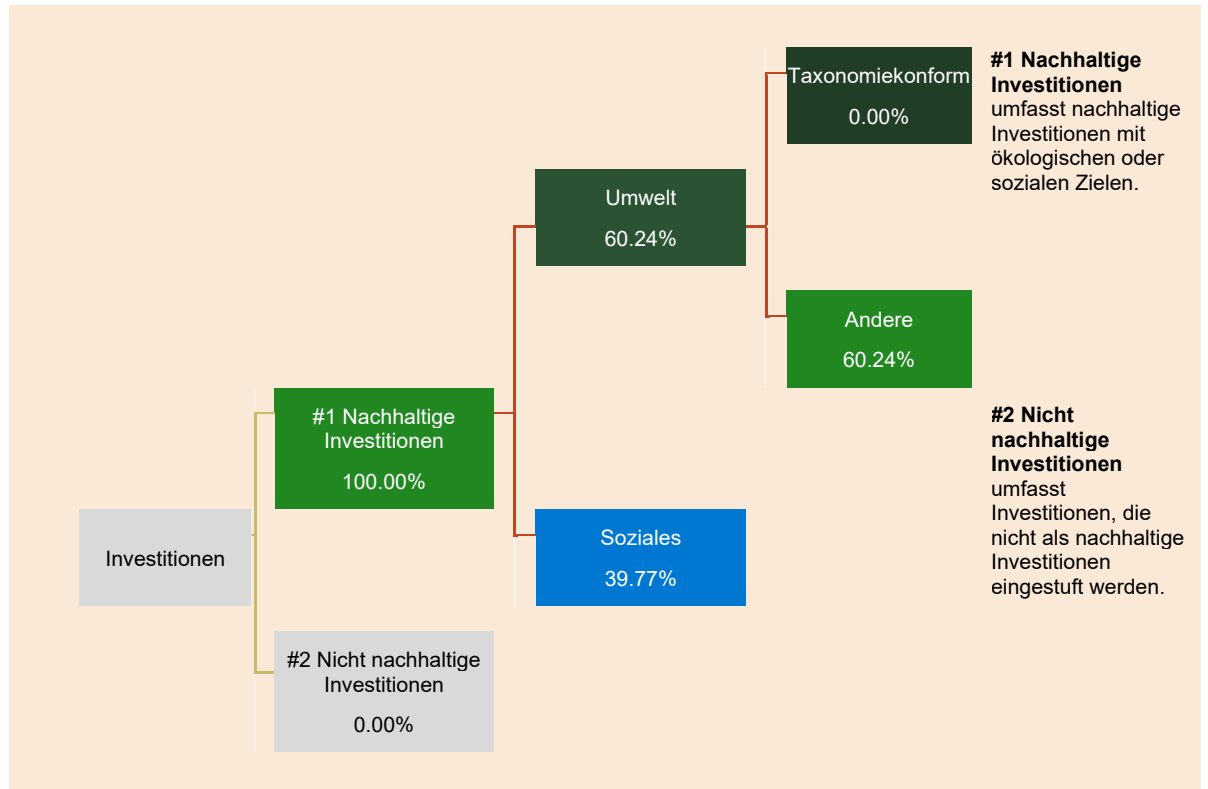 Taxonomiekonform
0.00%
#1 Nachhaltige
Investitionen
umfasst nachhaltige
Investitionen mit
ökologischen oder
sozialen Zielen.
Umwelt
60.24%
Andere
60.24%
#1 Nachhaltige
Investitionen
100.00%
#2 Nicht
nachhaltige
Investitionen
umfasst
Investitionen, die
nicht als nachhaltige
Investitionen
eingestuft werden.
Soziales
39.77%
Investitionen
#2 Nicht nachhaltige
Investitionen
0.00%